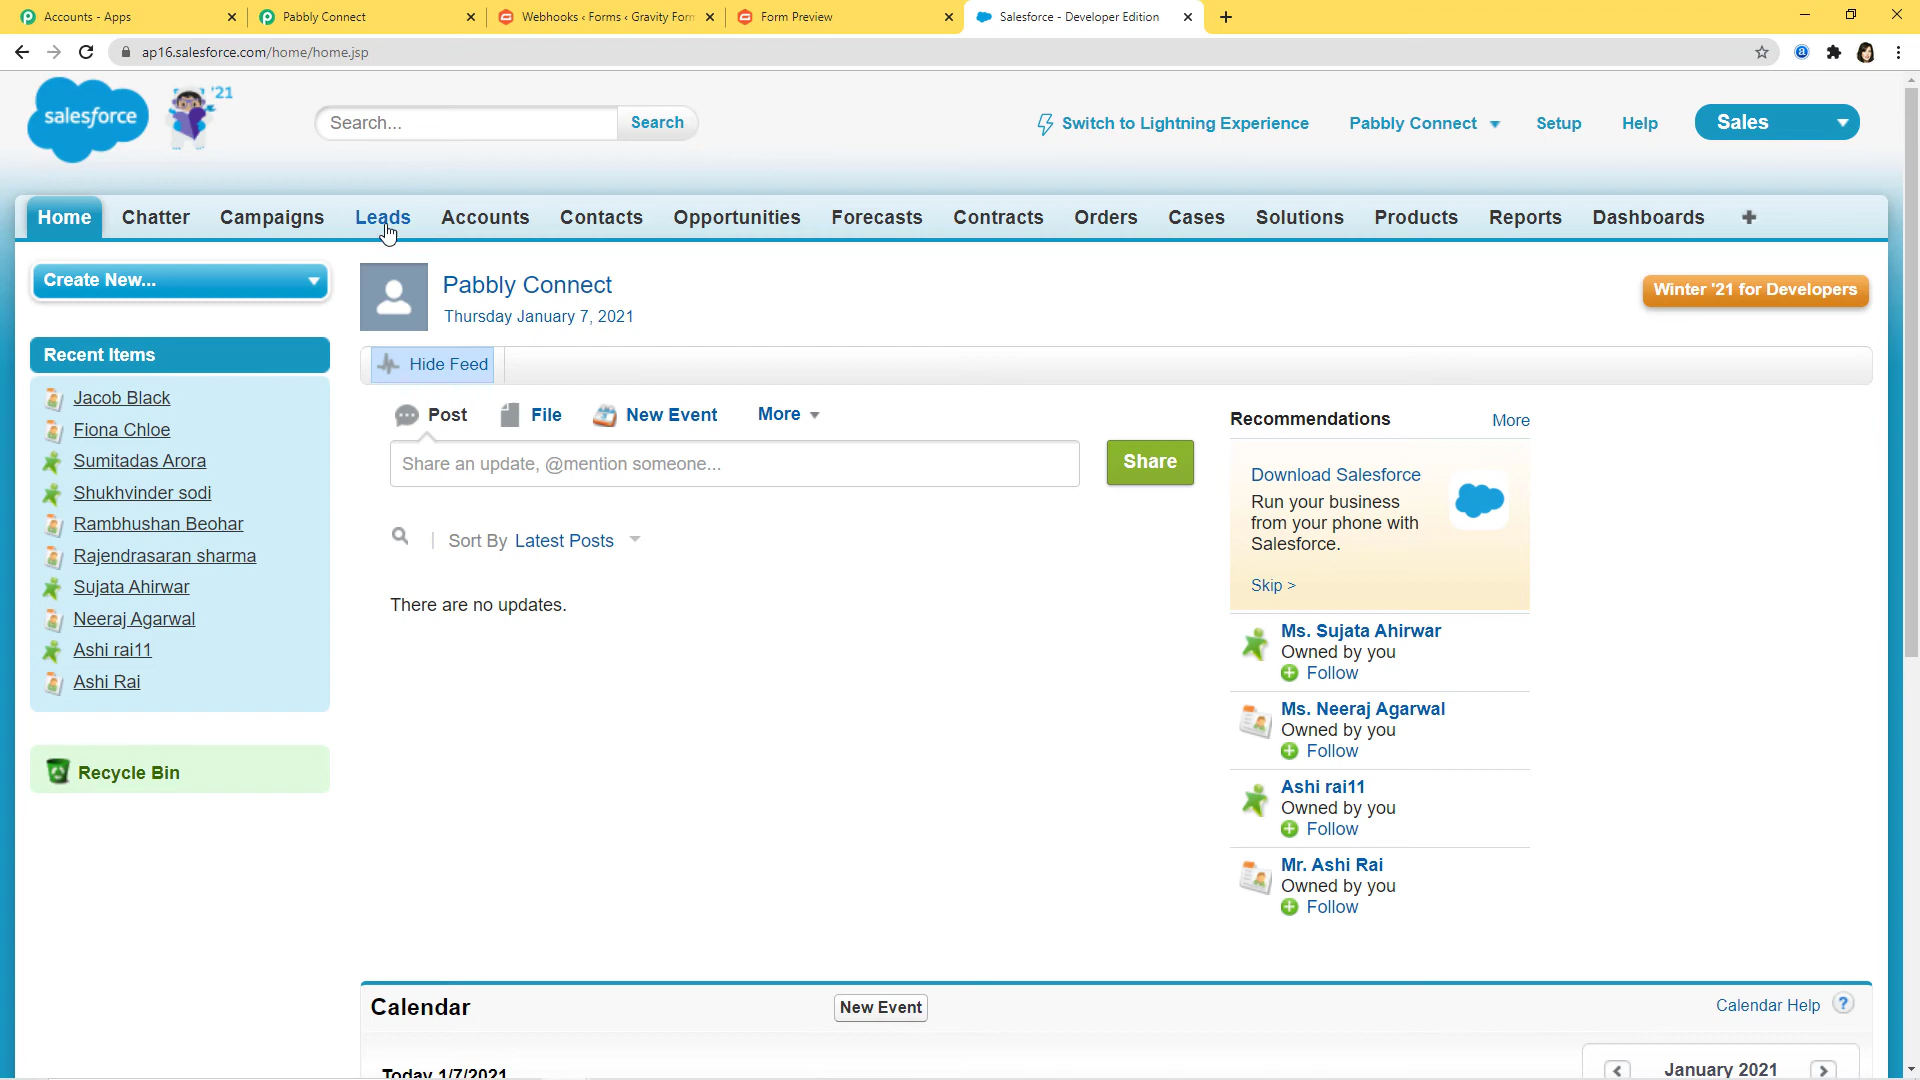 Accounts - Apps
Pabbly Connect
Webhooks ‹ Forms ‹ Gravity Form
Form Preview
Salesforce - Developer Edition
ap16.salesforce.com/home/home.jsp
salesforce
'21
Search...
Search
Switch to Lightning Experience
Pabbly Connect
Setup
Help
Sales
Home
Chatter
Campaigns
Leads
Accounts
Contacts
Opportunities
Forecasts
Contracts
Orders
Cases
Solutions
Products
Reports
Dashboards
Create New...
Pabbly Connect
Thursday January 7, 2021
Winter '21 for Developers
Recent Items
Jacob Black
Fiona Chloe
Sumitadas Arora
Shukhvinder sodi
Rambhushan Beohar
Rajendrasaran sharma
Sujata Ahirwar
Neeraj Agarwal
Ashi rai11
Ashi Rai
Recycle Bin
Hide Feed
Post
File
New Event
More
Share an update, @mention someone...
Share
Sort By Latest Posts
There are no updates.
Recommendations
More
Download Salesforce
Run your business
from your phone with
Salesforce.
Skip >
Ms. Sujata Ahirwar
Owned by you
Follow
Ms. Neeraj Agarwal
Owned by you
Follow
Ashi rai11
Owned by you
Follow
Mr. Ashi Rai
Owned by you
Follow
Calendar
New Event
Calendar Help
?
Today 1/7/2021
January 2021